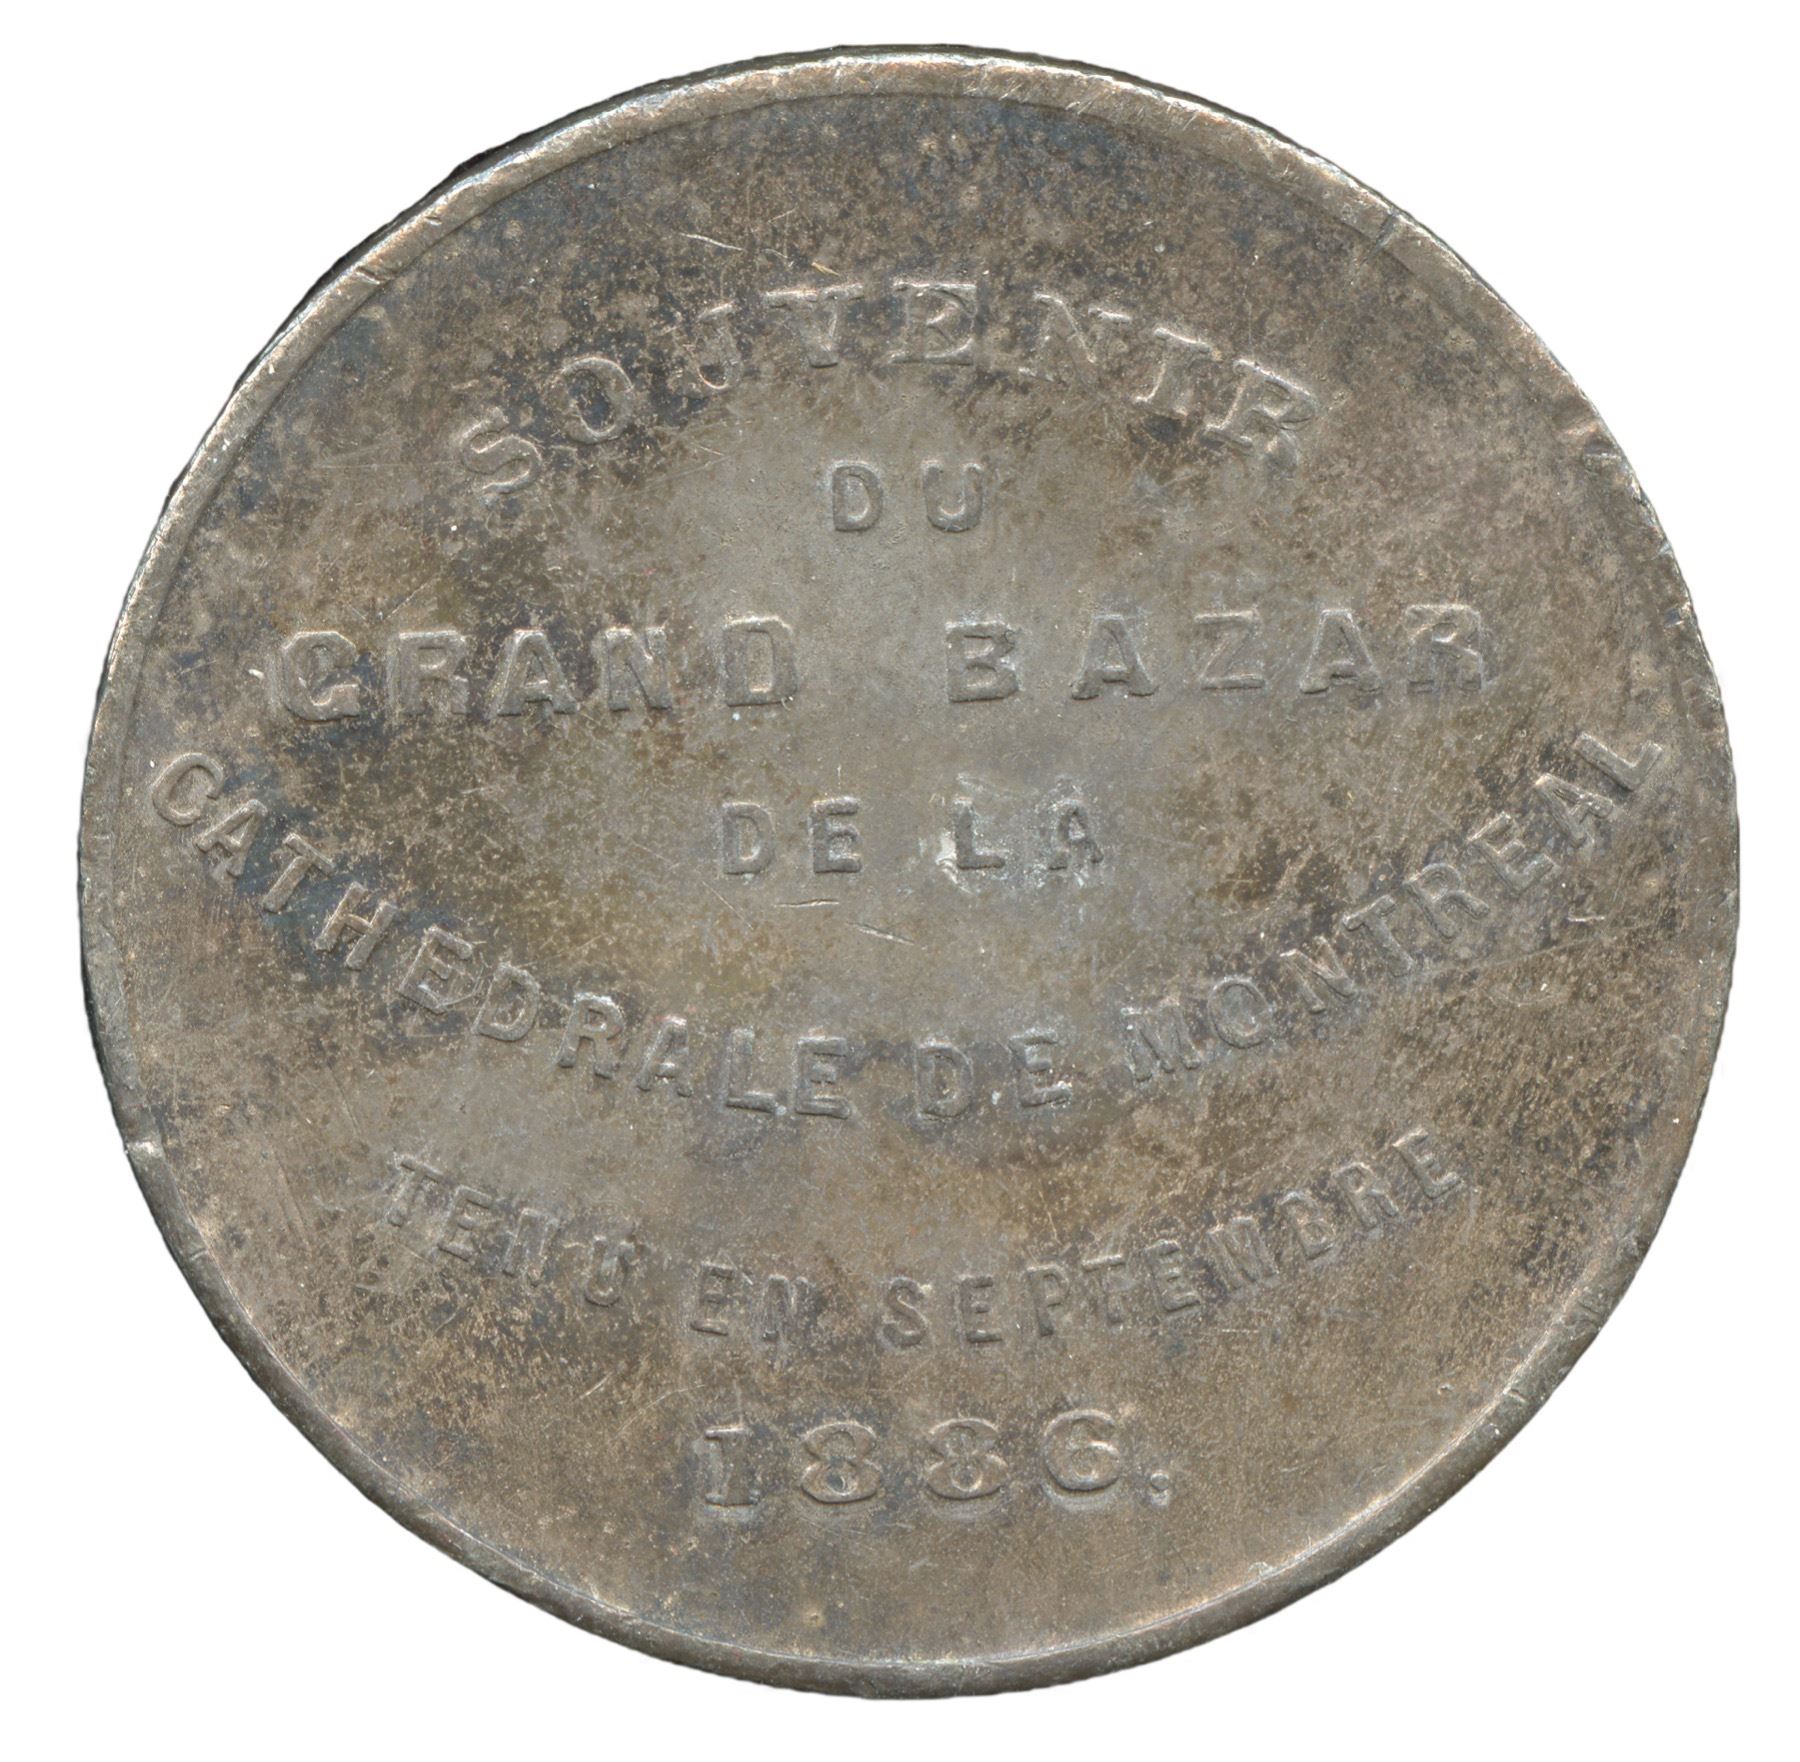 SOUVENIR
DU
GRAND BAZAR
DE LA
CATHEDRALE DE MONTREAL
TENU EN SEPTEMBRE
1886.